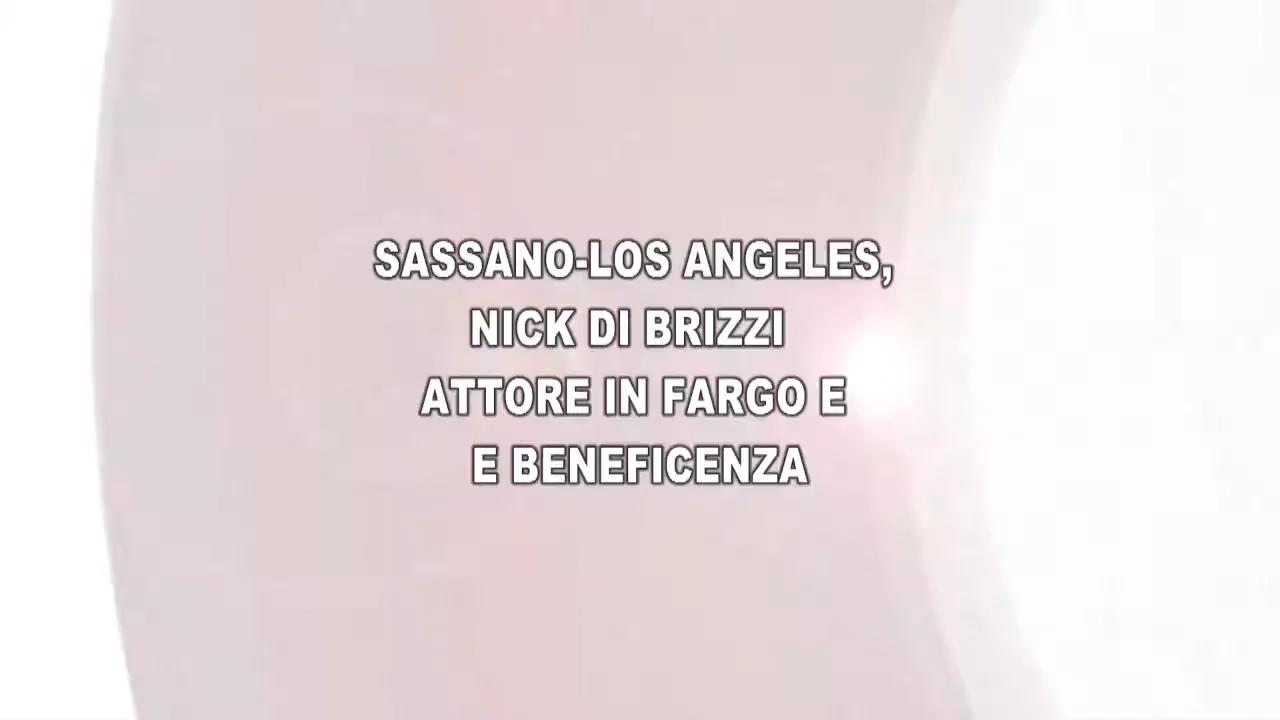 SASSANO-LOS ANGELES,
NICK DI BRIZZI
ATTORE IN FARGO E
E BENEFICENZA